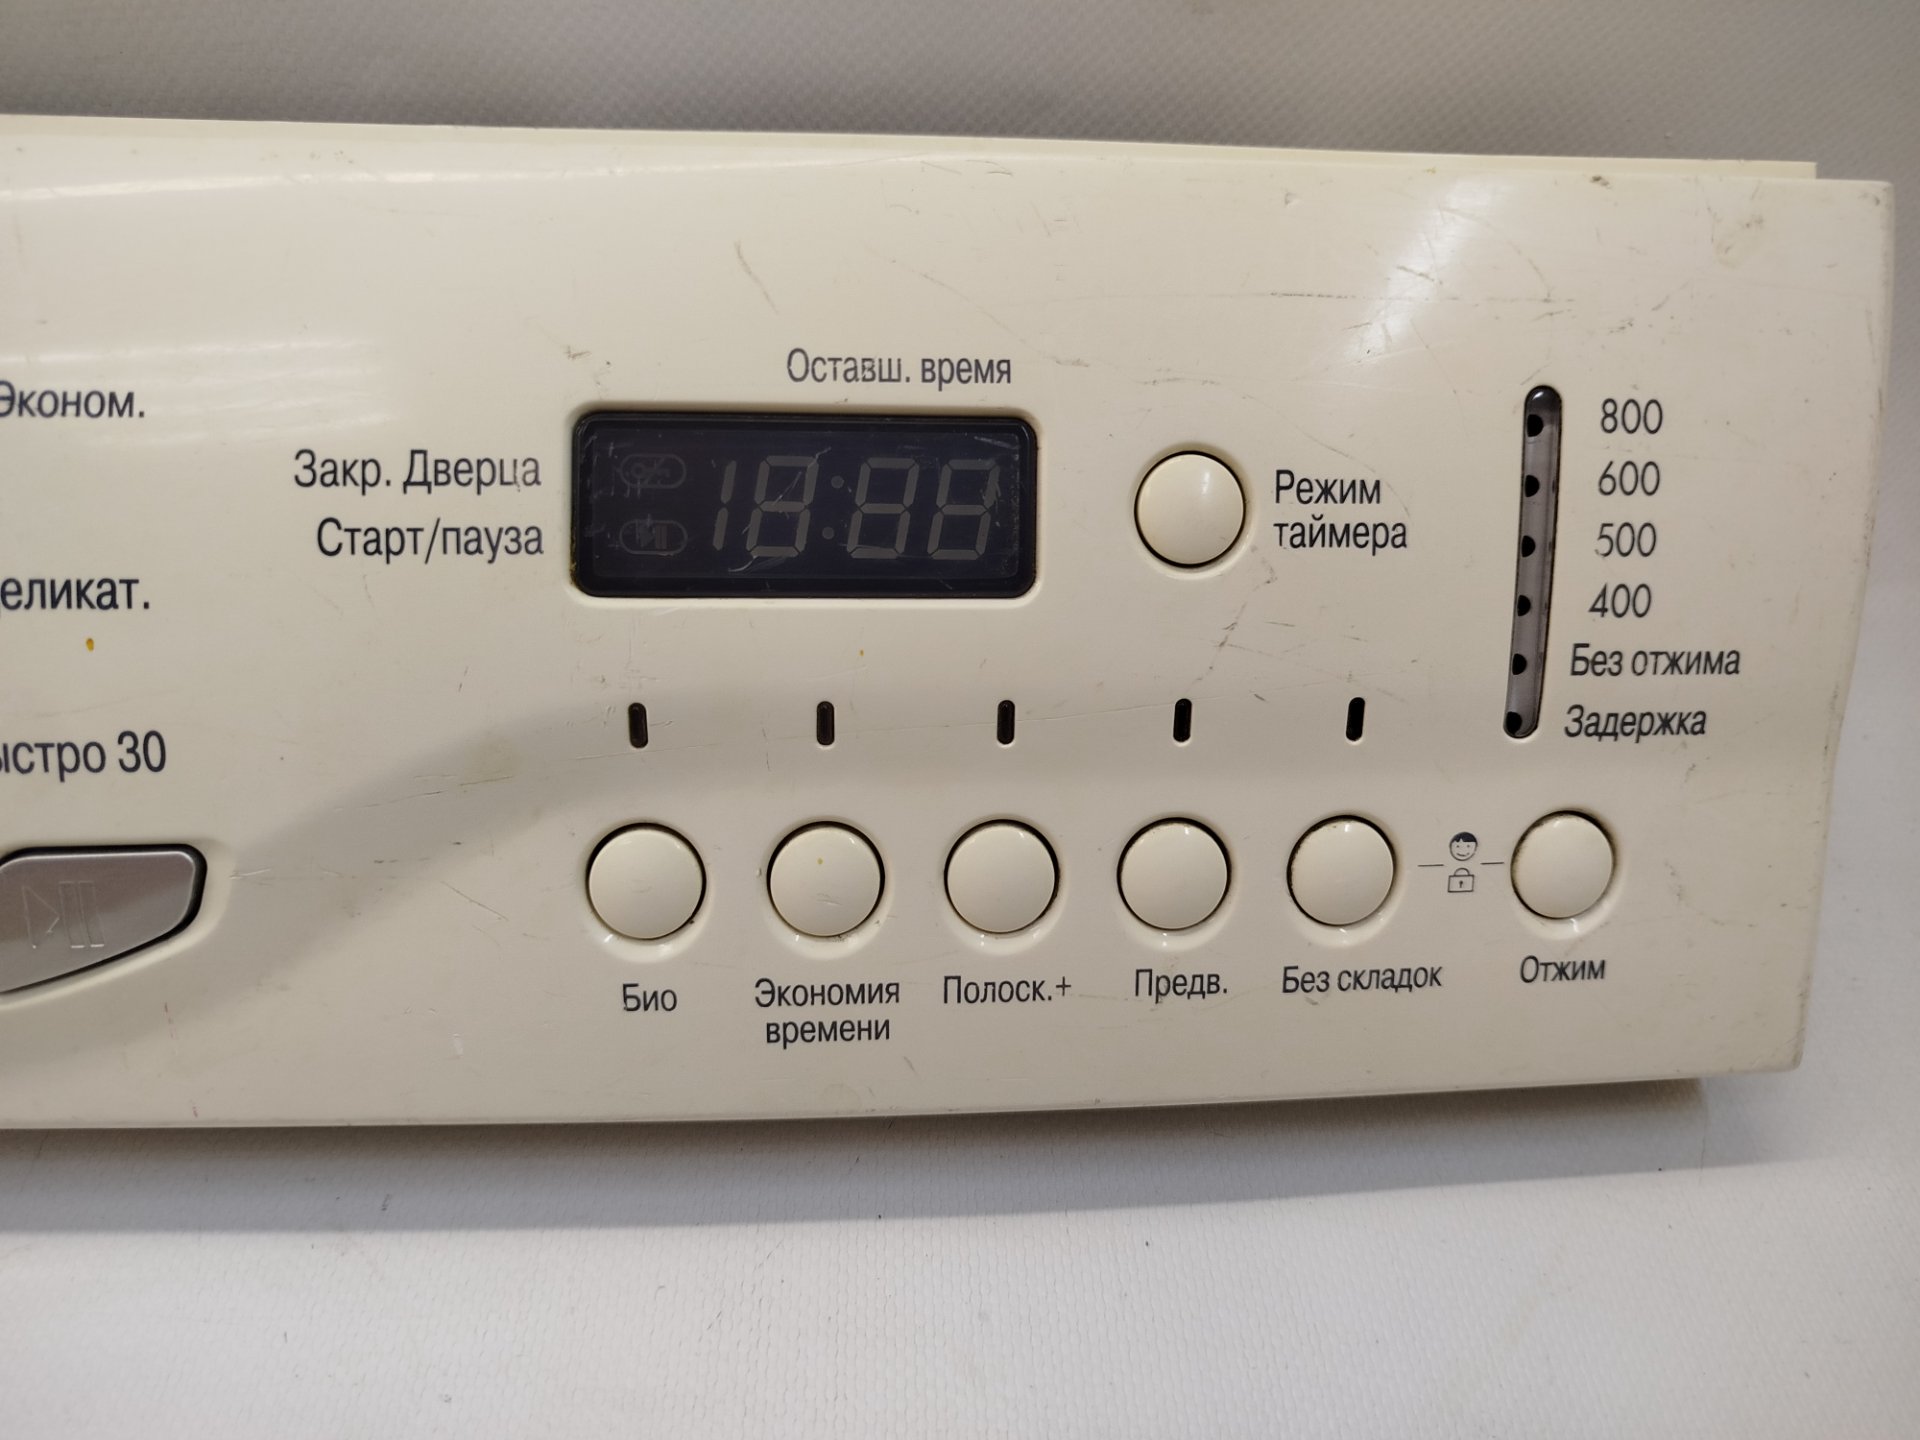 Эконом.
еликат.
ыстро 30
Оставш. время
Закр. Дверца
Старт/пауза
18:88
Режим
таймера
800
600
500
400
Без отжима
Задержка
Био
Экономия
времени
Полоск.+
Предв.
Без складок
Отжим